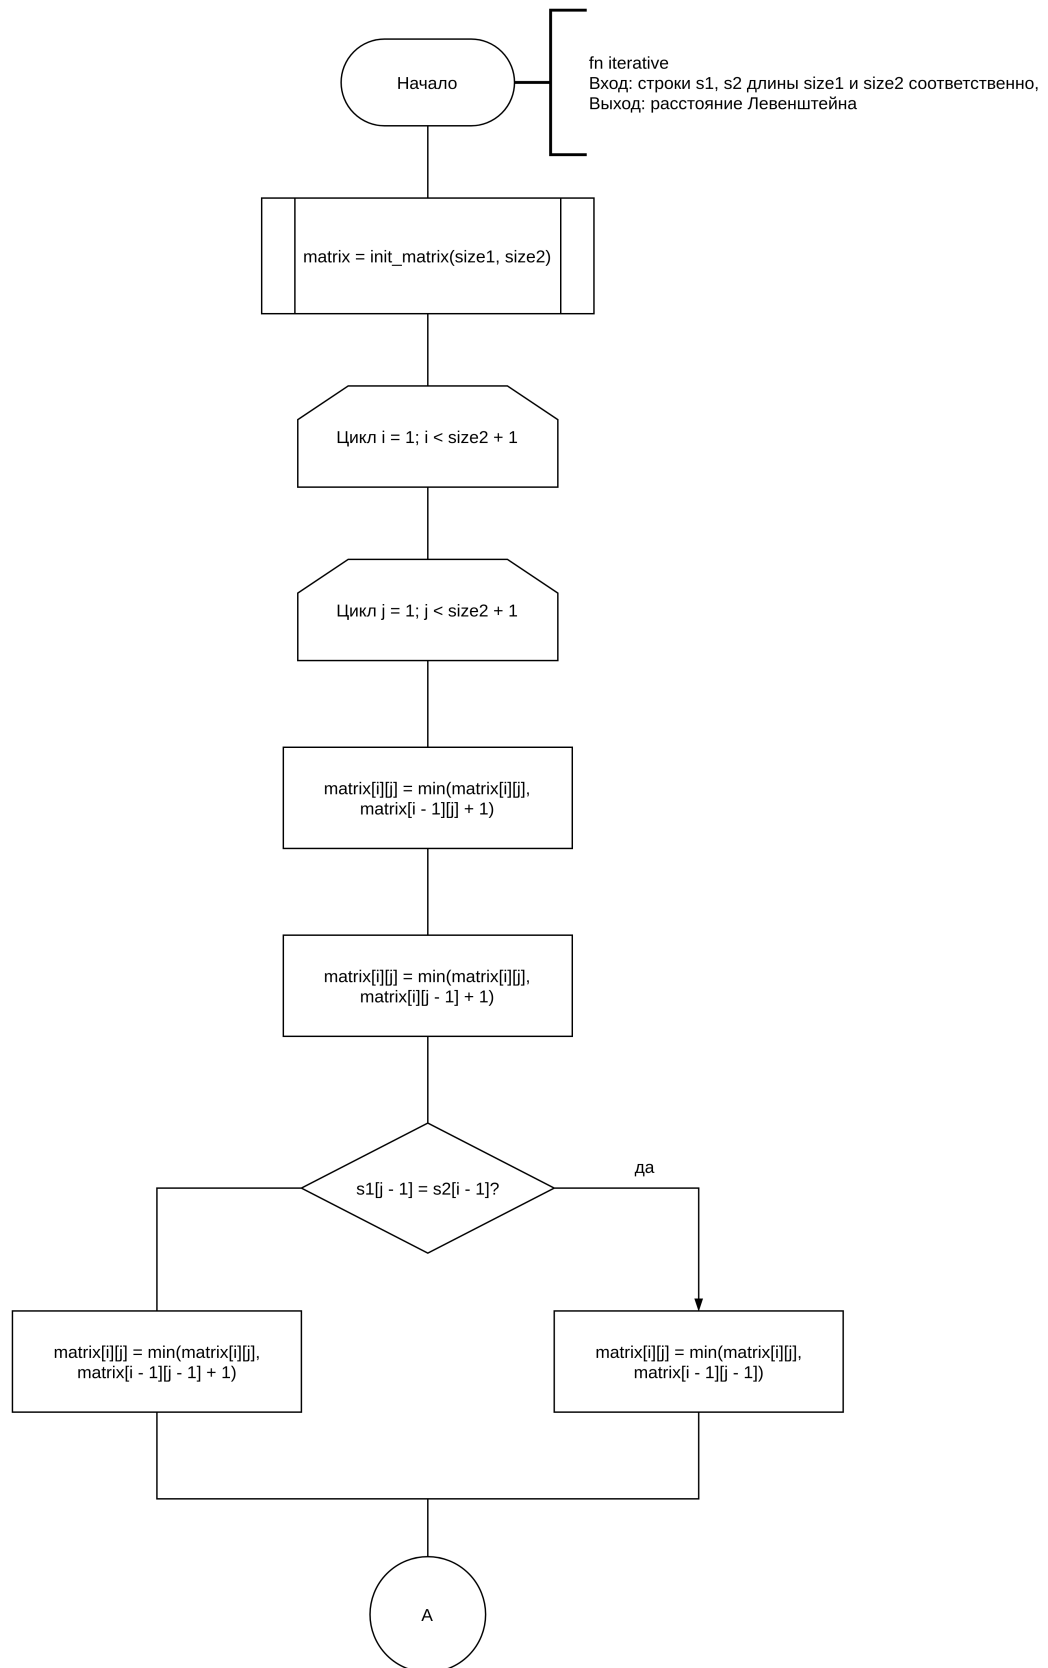 Начало
fn iterative
Вход: строки s1, s2 длины size1 и size2 соответственно,
Выход: расстояние Левенштейна
matrix = init_matrix(size1, size2)
Цикл i = 1; i < size2 + 1
Цикл j = 1; j < size2 + 1
matrix[i][j] = min(matrix[i][j],
matrix[i - 1][j] + 1)
matrix[i][j] = min(matrix[i][j],
matrix[i][j - 1] + 1)
s1[j - 1] = s2[i - 1]?
да
matrix[i][j] = min(matrix[i][j],
matrix[i - 1][j - 1] + 1)
matrix[i][j] = min(matrix[i][j],
matrix[i - 1][j - 1])
A